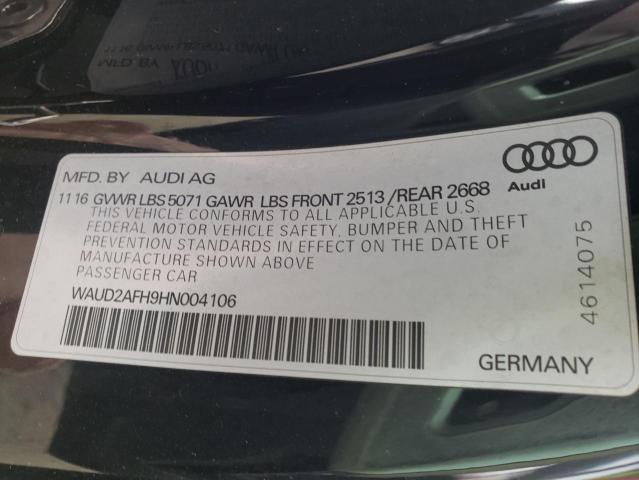 MFD. BY AUDI AG
11 16 GVWR LBS 5071 GAWR LBS FRONT 2513 /REAR 2668
THIS VEHICLE CONFORMS TO ALL APPLICABLE U.S.
FEDERAL MOTOR VEHICLE SAFETY, BUMPER AND THEFT
PREVENTION STANDARDS IN EFFECT ON THE DATE OF
MANUFACTURE SHOWN ABOVE
PASSENGER CAR
WAUD2AFH9HN004106
Audi
4614075
GERMANY